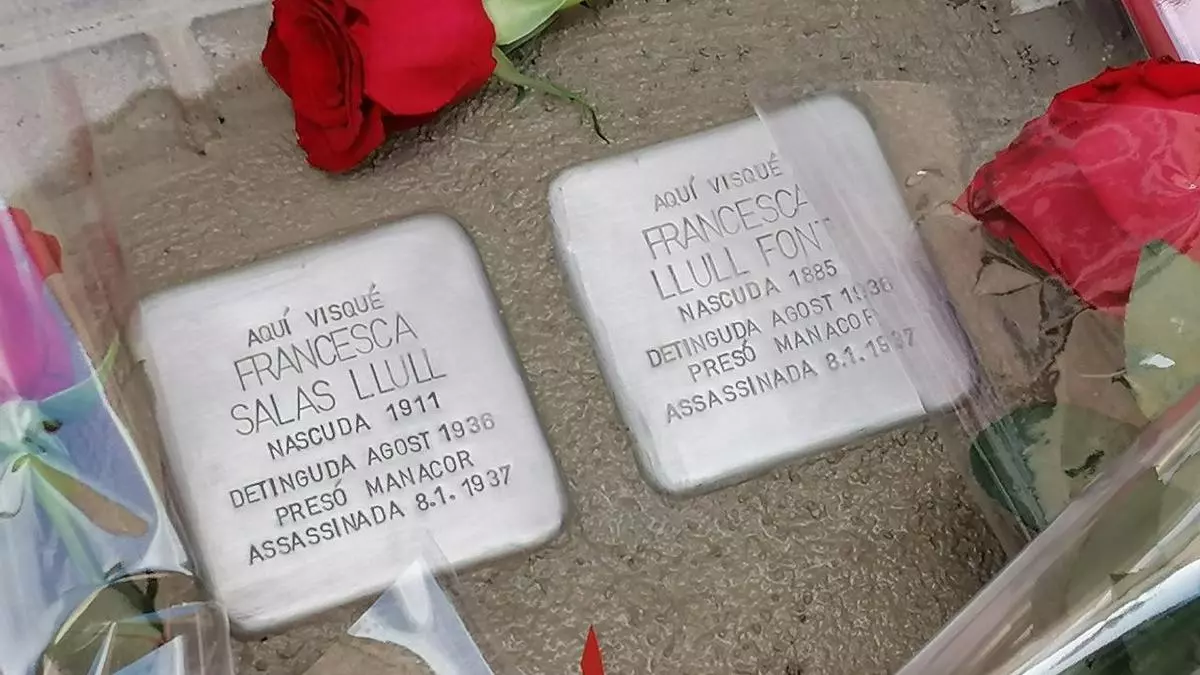 AQUÍ VISQUÉ
FRANCESCA
SALAS LLULL
NASCUDA 1911
DETINGUDA AGOST 1936
PRESÓ MANACOR
ASSASSINADA 8.1.1937
AQUÍ VISQUÉ
FRANCESCA
LLULL FONT
NASCUDA 1885
DETINGUDA AGOST 1936
PRESÓ MANACOR
ASSASSINADA 8.1.1937